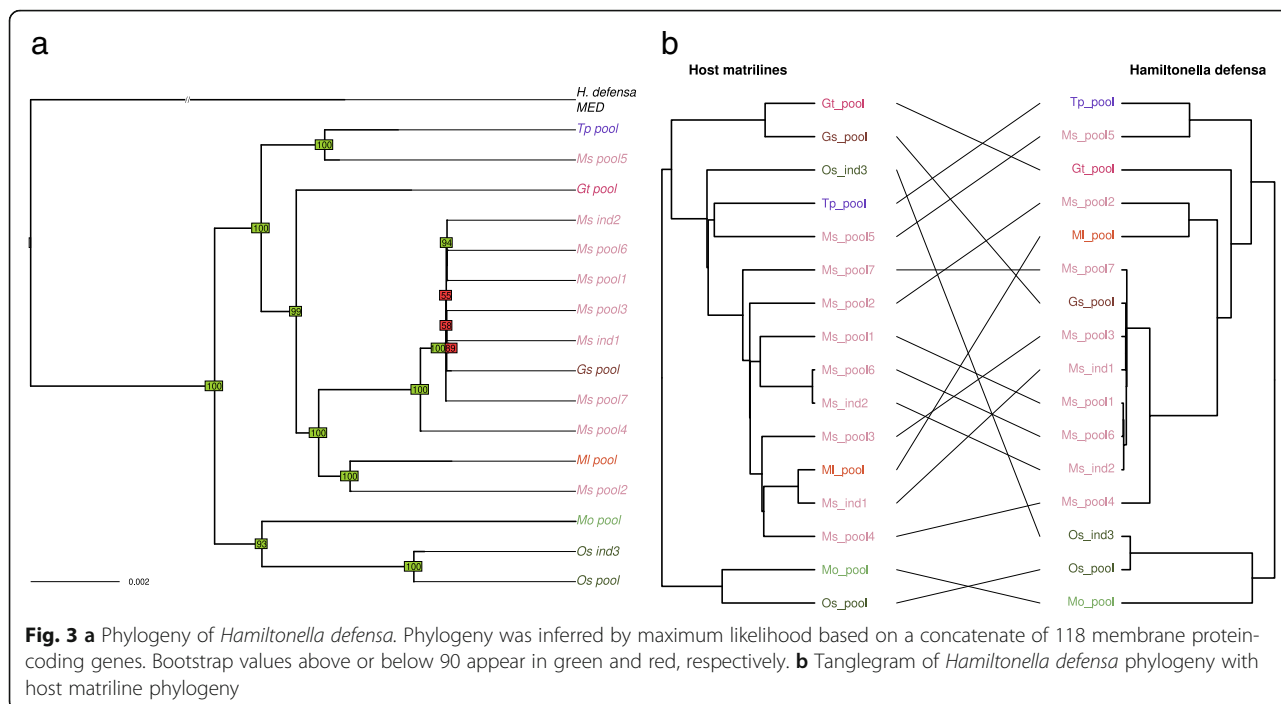 a
H. defensa
MED
Tp pool
100
Ms pool5
Gt pool
100
Ms ind2
94
Ms pool6
Ms pool1
55
Ms pool3
99
58
Ms ind1
100
Gs pool
Ms pool7
100
100
Ms pool4
100
Ml pool
100
Ms pool2
Mo pool
93
Os ind3
100
0.002
Os pool
b
Host matrilines
Hamiltonella defensa
Gt_pool
Tp_pool
Gs_pool
Ms_pool5
Os_ind3
Gt_pool
Tp_pool
Ms_pool2
Ms_pool5
Ml_pool
Ms_pool7
Ms_pool7
Ms_pool2
Gs_pool
Ms_pool1
Ms_pool3
Ms_pool6
Ms_ind1
Ms_ind2
Ms_pool1
Ms_pool3
Ms_pool6
Ml_pool
Ms_ind2
Ms_ind1
Ms_pool4
Ms_pool4
Os_ind3
Mo_pool
Os_pool
Os_pool
Mo_pool
Fig. 3 a Phylogeny of Hamiltonella defensa. Phylogeny was inferred by maximum likelihood based on a concatenate of 118 membrane protein-
coding genes. Bootstrap values above or below 90 appear in green and red, respectively. b Tanglegram of Hamiltonella defensa phylogeny with
host matriline phylogeny